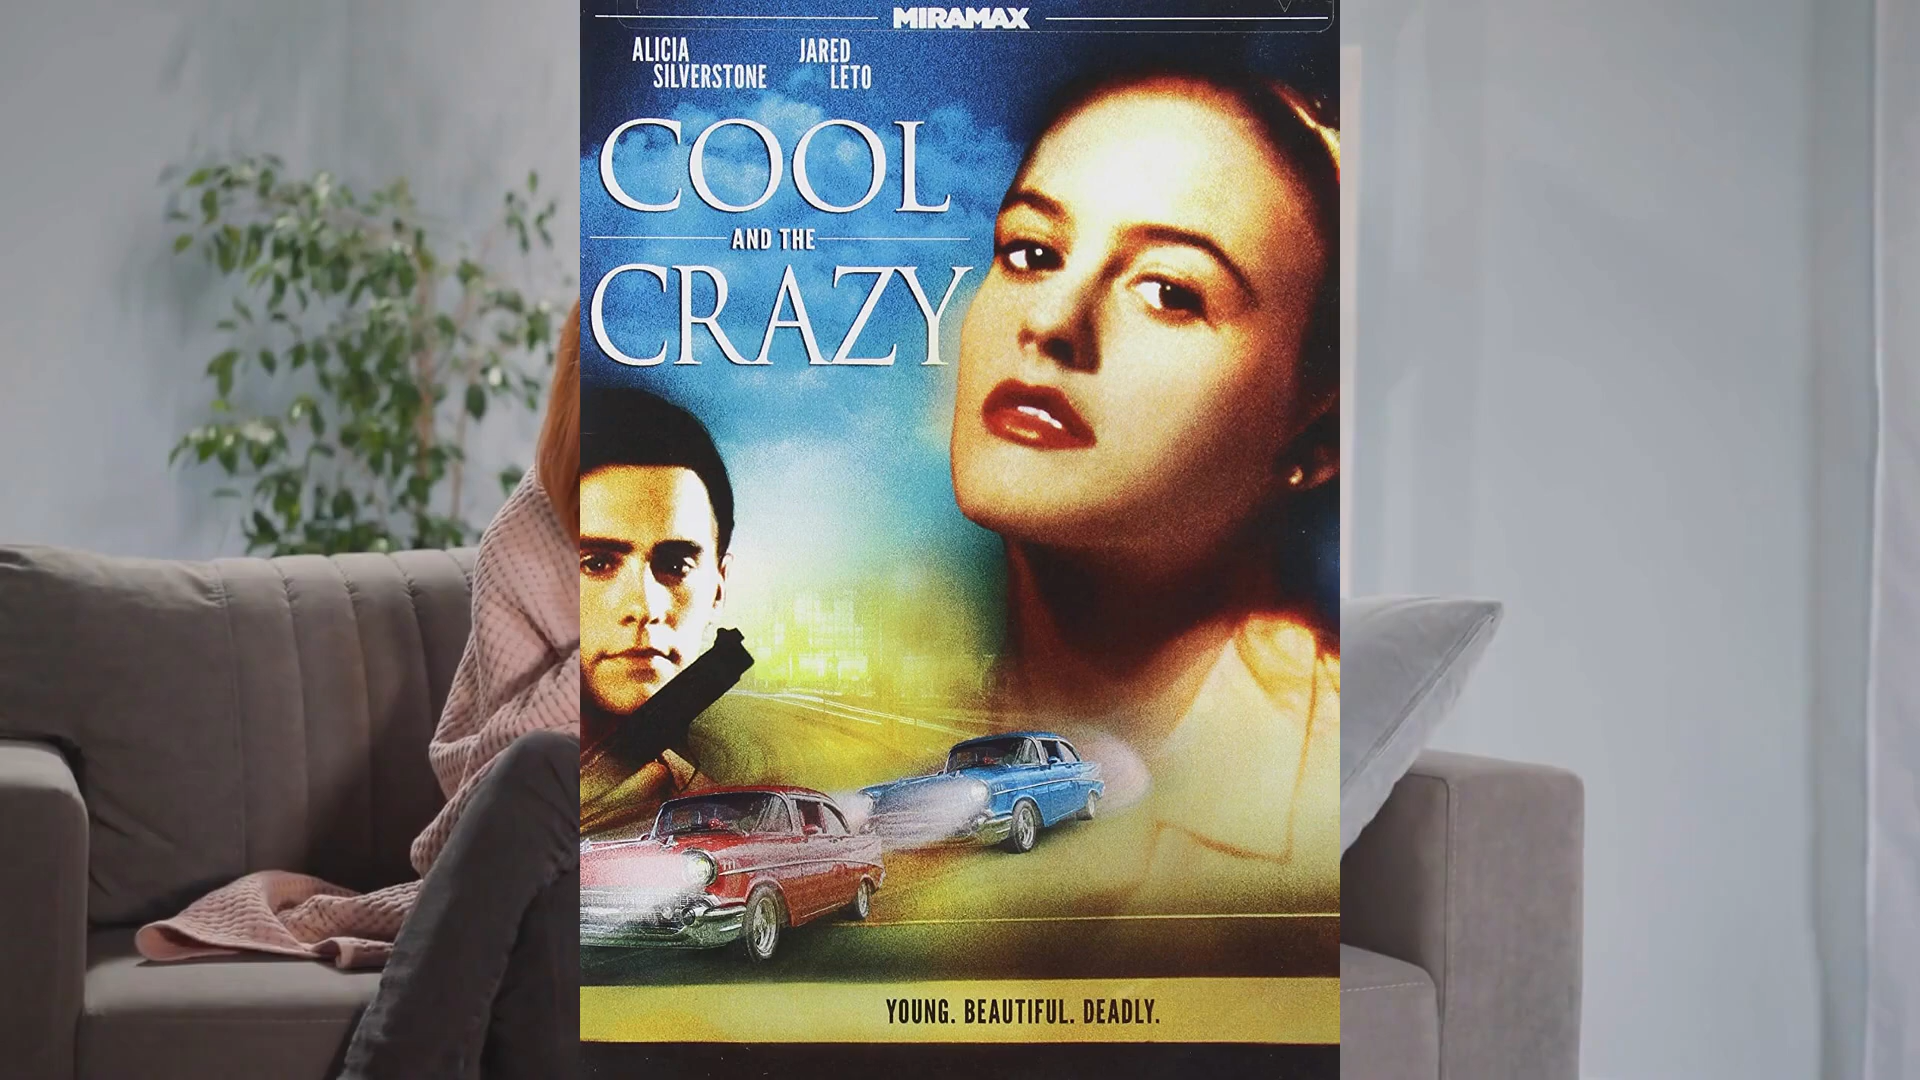 MIRAMAX
ALICIA
SILVERSTONE
JARED
LETO
COOL
AND THE
CRAZY
YOUNG. BEAUTIFUL. DEADLY.